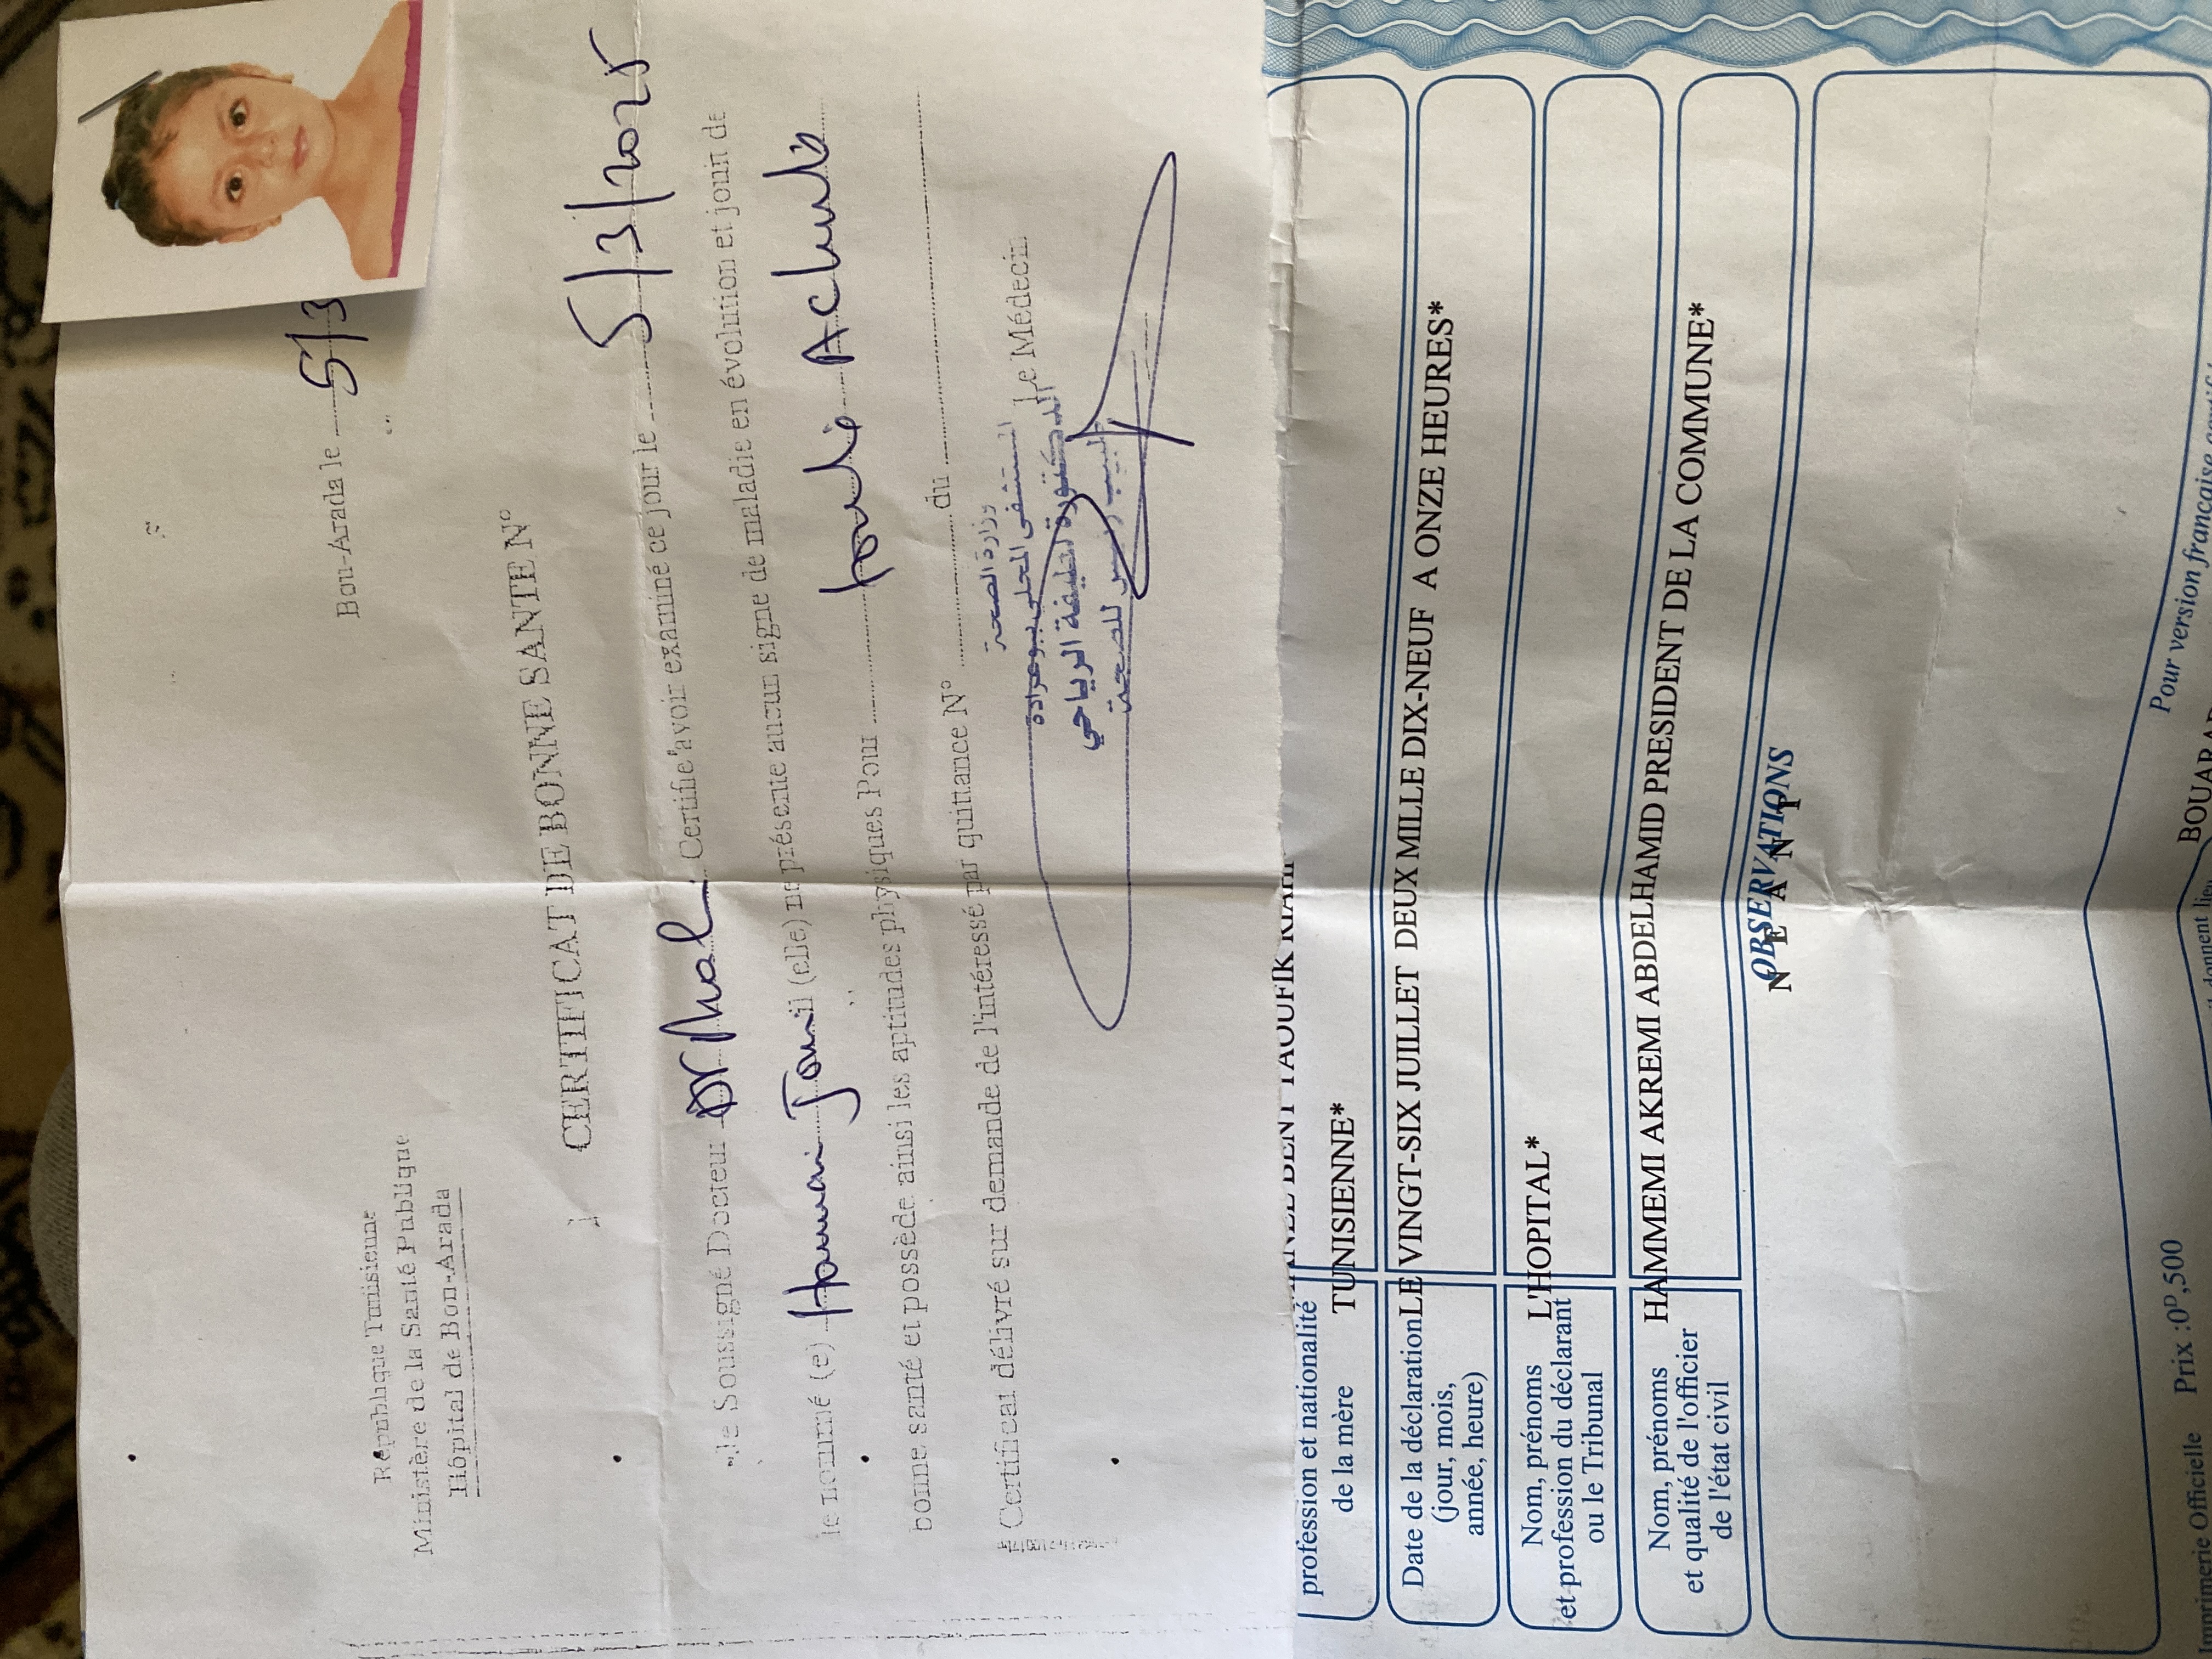 République Tunisienne
Ministère de la Santé Publique
Hôpital de Bou-Arada
Bou-Arada le 5/3
CERTIFICAT DE BONNE SANTE N°
Je Soussigné Docteur Certifie avoir examiné ce jour le 5/3/2025
le nommé (e) (elle) ne présente aucun signe de maladie en évolution et jouit de
bonne santé et possède ainsi les aptitudes physiques Pour
Certificat délivré sur demande de l'intéressé par quittance N° du
Le Médecin
وزارة الصحة
المستشفى المحلي ببوعرادة
الدكتورة لطيفة الرياحي
للصحة
TAOUFIK
profession et nationalité
de la mère
TUNISIENNE*
Date de la déclaration
(jour, mois,
année, heure)
LE VINGT-SIX JUILLET DEUX MILLE DIX-NEUF A ONZE HEURES*
Nom, prénoms
et profession du déclarant
ou le Tribunal
L'HOPITAL*
Nom, prénoms
et qualité de l'officier
de l'état civil
HAMMEMI AKREMI ABDELHAMID PRESIDENT DE LA COMMUNE*
OBSERVATIONS
N E A N T
Pour version française
Imprimerie Officielle Prix :0ᴰ,500